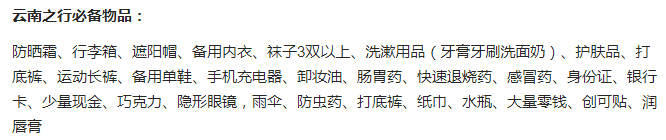 云南之行必备物品：
防晒霜、行李箱、遮阳帽、备用内衣、袜子3双以上、洗漱用品（牙膏牙刷洗面奶）、护肤品、打
底裤、运动长裤、备用单鞋、手机充电器、卸妆油、肠胃药、快速退烧药、感冒药、身份证、银行
卡、少量现金、巧克力、隐形眼镜，雨伞、防虫药、打底裤、纸巾、水瓶、大量零钱、创可贴、润
唇膏